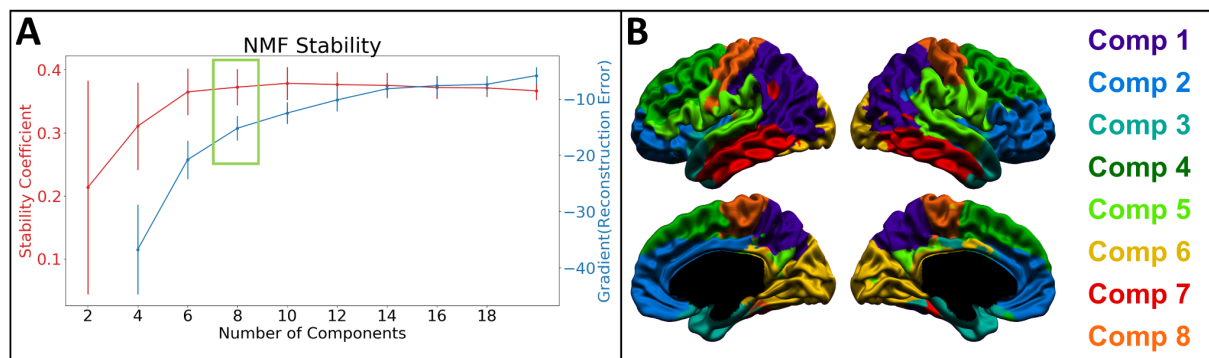 A
NMF Stability
0.4
0.3
0.2
0.1
Stability Coefficient
−10
−20
−30
−40
Gradient(Reconstruction Error)
2 4 6 8 10 12 14 16 18
Number of Components
B
Comp 1
Comp 2
Comp 3
Comp 4
Comp 5
Comp 6
Comp 7
Comp 8